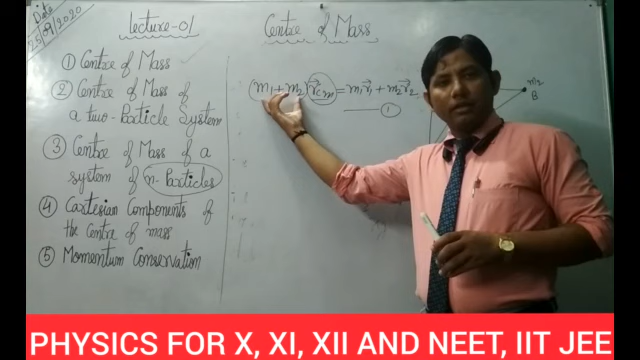 Date
25/09/2020
Lecture-01
① Centre of Mass
② Centre of Mass of
a two-Particle System
③ Centre of Mass of a
system of n-Particles
④ Cartesian Components of
the Centre of mass
⑤ Momentum Conservation
Centre of Mass
(m₁ + m₂) r⃗cm = m₁r⃗₁ + m₂r⃗₂
①
m₂
B
PHYSICS FOR X, XI, XII AND NEET, IIT JEE